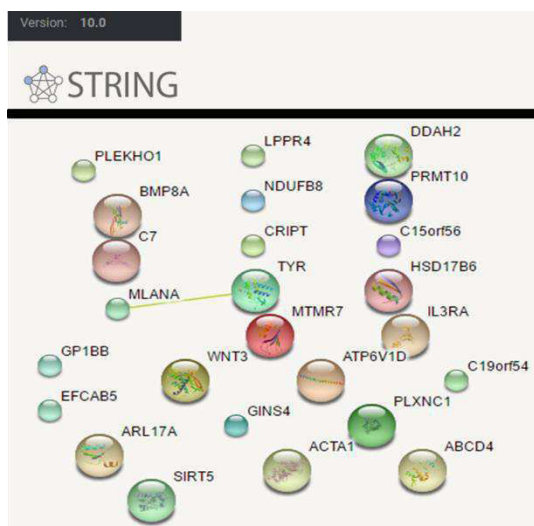 Version: 10.0
STRING
PLEKHO1
LPPR4
DDAH2
BMP8A
NDUFB8
PRMT10
C7
CRIPT
C15orf56
TYR
HSD17B6
MLANA
MTMR7
IL3RA
GP1BB
WNT3
ATP6V1D
C19orf54
EFCAB5
GINS4
PLXNC1
ARL17A
ACTA1
ABCD4
SIRT5